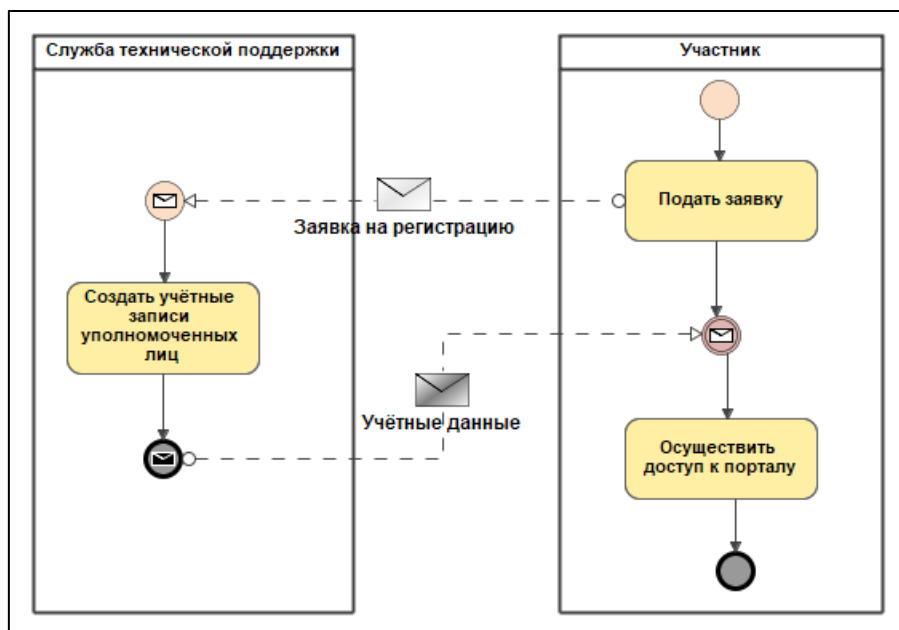 Служба технической поддержки
Участник
Подать заявку
Заявка на регистрацию
Создать учётные
записи
уполномоченных
лиц
Учётные данные
Осуществить
доступ к порталу